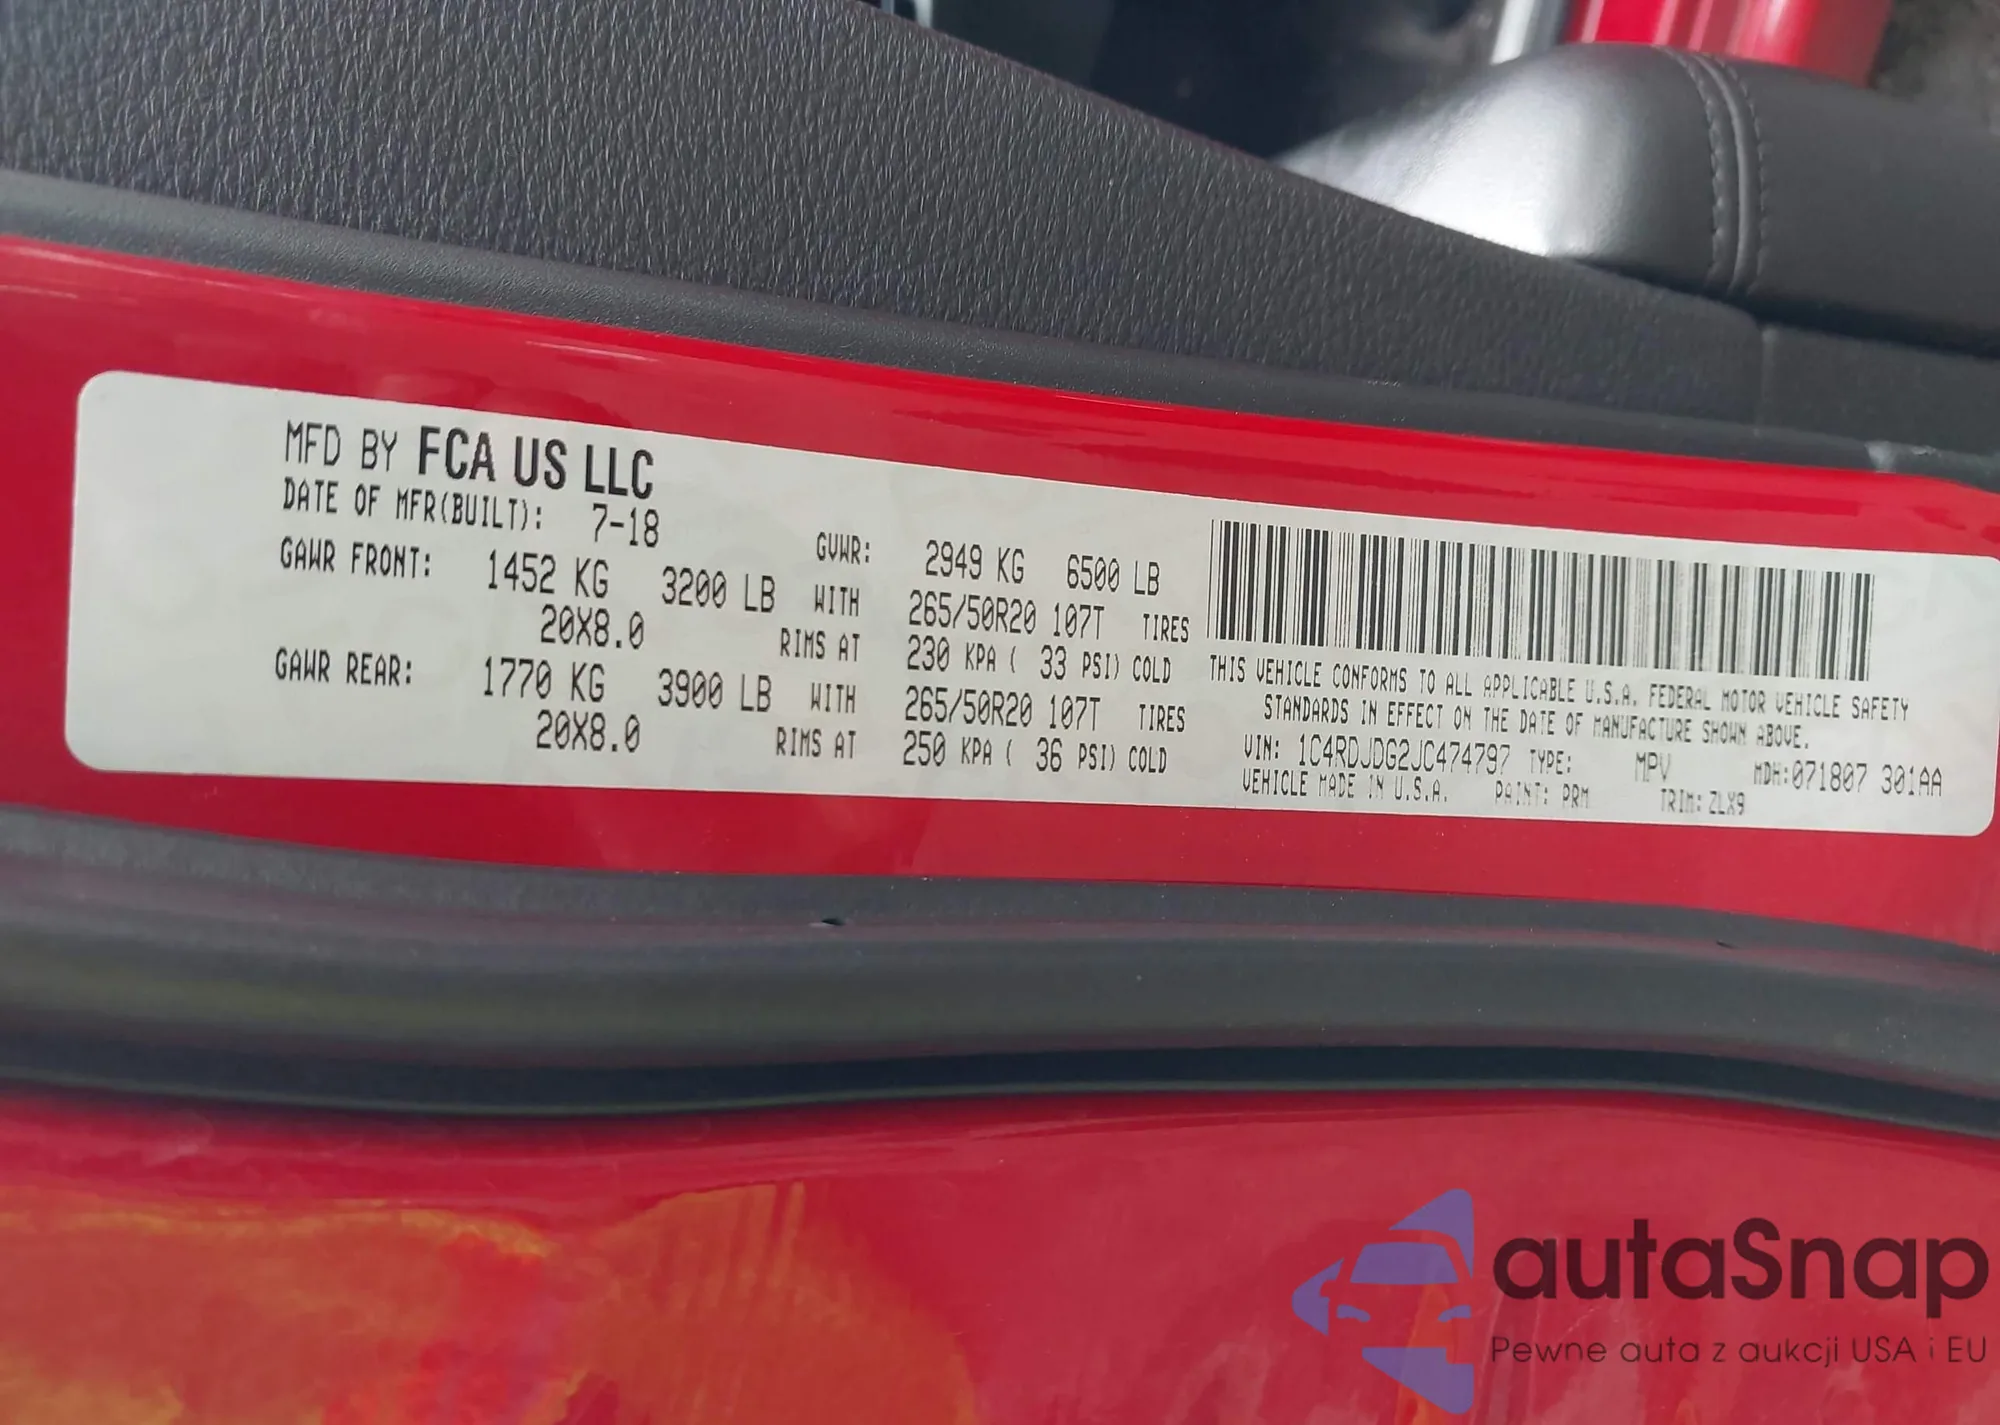 MFD BY FCA US LLC
DATE OF MFR(BUILT): 7-18
GVWR: 2949 KG 6500 LB
GAWR FRONT: 1452 KG 3200 LB WITH 265/50R20 107T TIRES
20X8.0 RIMS AT 230 KPA ( 33 PSI) COLD
GAWR REAR: 1770 KG 3900 LB WITH 265/50R20 107T TIRES
20X8.0 RIMS AT 250 KPA ( 36 PSI) COLD
THIS VEHICLE CONFORMS TO ALL APPLICABLE U.S.A. FEDERAL MOTOR VEHICLE SAFETY
STANDARDS IN EFFECT ON THE DATE OF MANUFACTURE SHOWN ABOVE.
VIN: 1C4RDJDG2JC474797 TYPE: MPV MDH:071807 301AA
VEHICLE MADE IN U.S.A. PAINT: PRM TRIM: ZLX9
autaSnap
Pewne auta z aukcji USA i EU